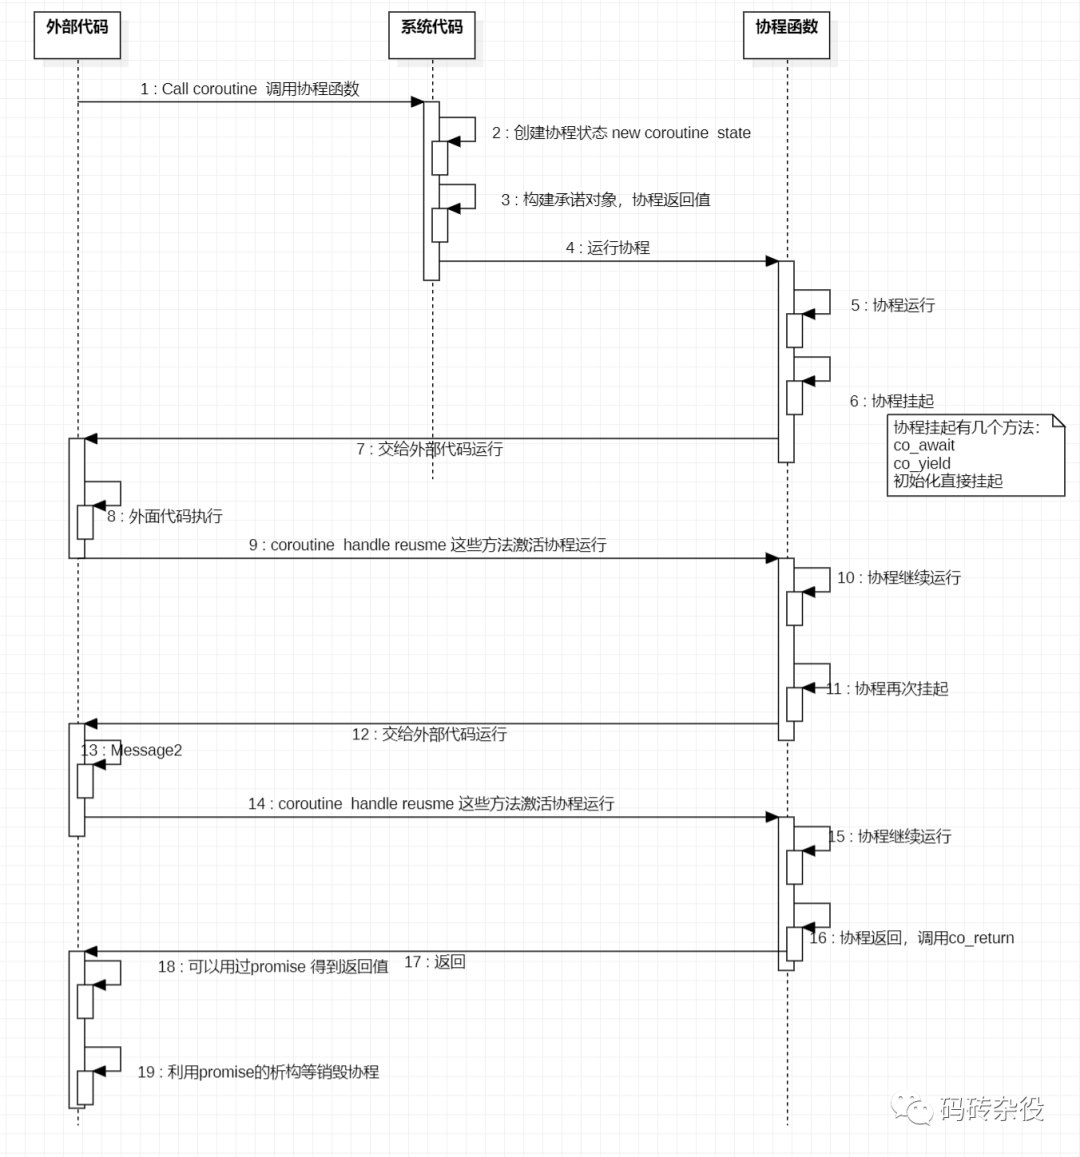 外部代码
系统代码
协程函数
1 : Call coroutine 调用协程函数
2 : 创建协程状态 new coroutine state
3 : 构建承诺对象，协程返回值
4 : 运行协程
5 : 协程运行
6 : 协程挂起
协程挂起有几个方法：
co_await
co_yield
初始化直接挂起
7 : 交给外部代码运行
8 : 外面代码执行
9 : coroutine handle reusme 这些方法激活协程运行
10 : 协程继续运行
11 : 协程再次挂起
12 : 交给外部代码运行
13 : Message2
14 : coroutine handle reusme 这些方法激活协程运行
15 : 协程继续运行
16 : 协程返回，调用co_return
17 : 返回
18 : 可以用过promise 得到返回值
19 : 利用promise的析构等销毁协程
码砖杂役